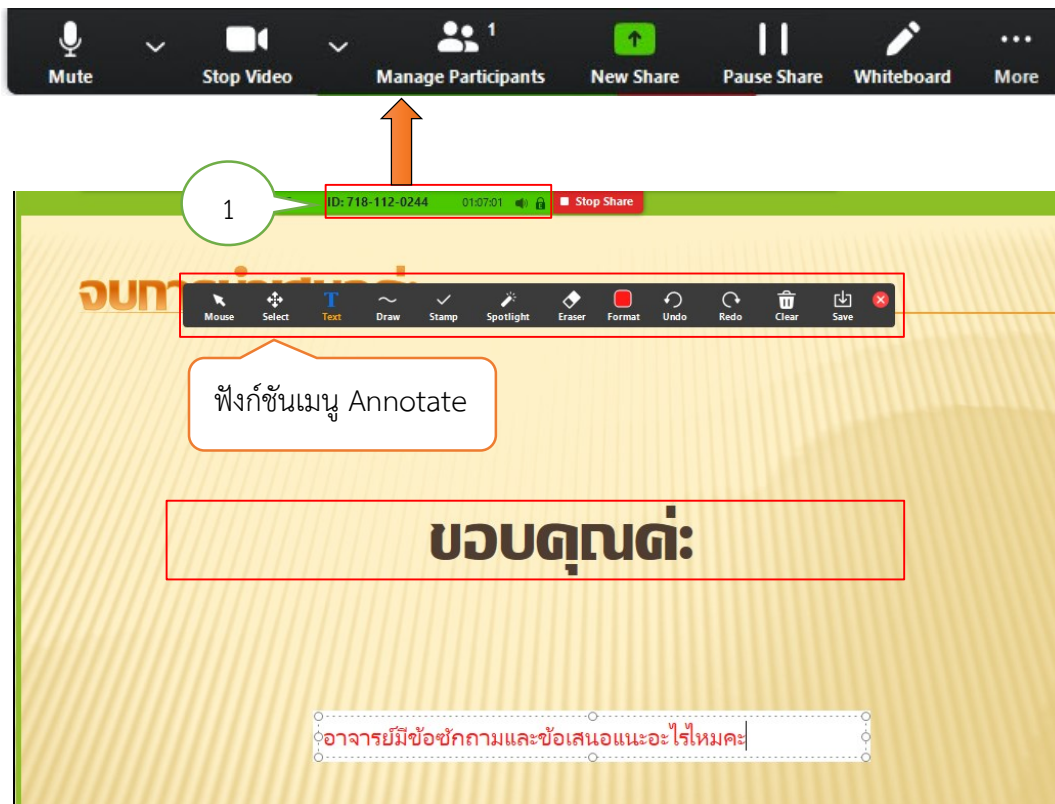 1
Mute Stop Video Manage Participants New Share Pause Share Whiteboard More
1 ID: 718-112-0244 01:07:01 Stop Share
Mouse Select Text Draw Stamp Spotlight Eraser Format Undo Redo Clear Save
ฟังก์ชันเมนู Annotate
ขอบคุณค่ะ
อาจารย์มีข้อซักถามและข้อเสนอแนะอะไรไหมคะ